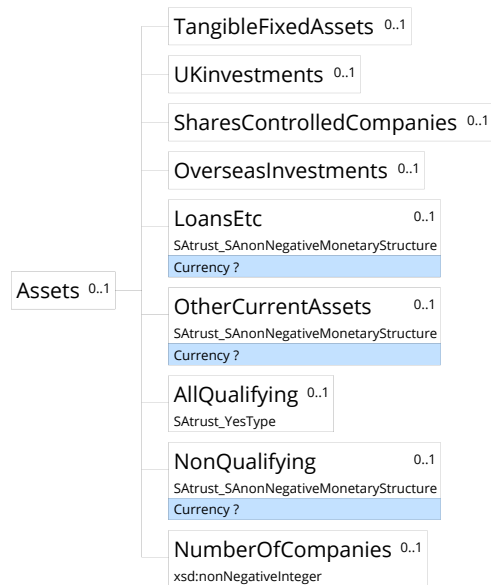 TangibleFixedAssets 0..1
UKinvestments 0..1
SharesControlledCompanies 0..1
OverseasInvestments 0..1
LoansEtc 0..1
SAtrust_SAnonNegativeMonetaryStructure
Currency ?
Assets 0..1
OtherCurrentAssets 0..1
SAtrust_SAnonNegativeMonetaryStructure
Currency ?
AllQualifying 0..1
SAtrust_YesType
NonQualifying 0..1
SAtrust_SAnonNegativeMonetaryStructure
Currency ?
NumberOfCompanies 0..1
xsd:nonNegativeInteger